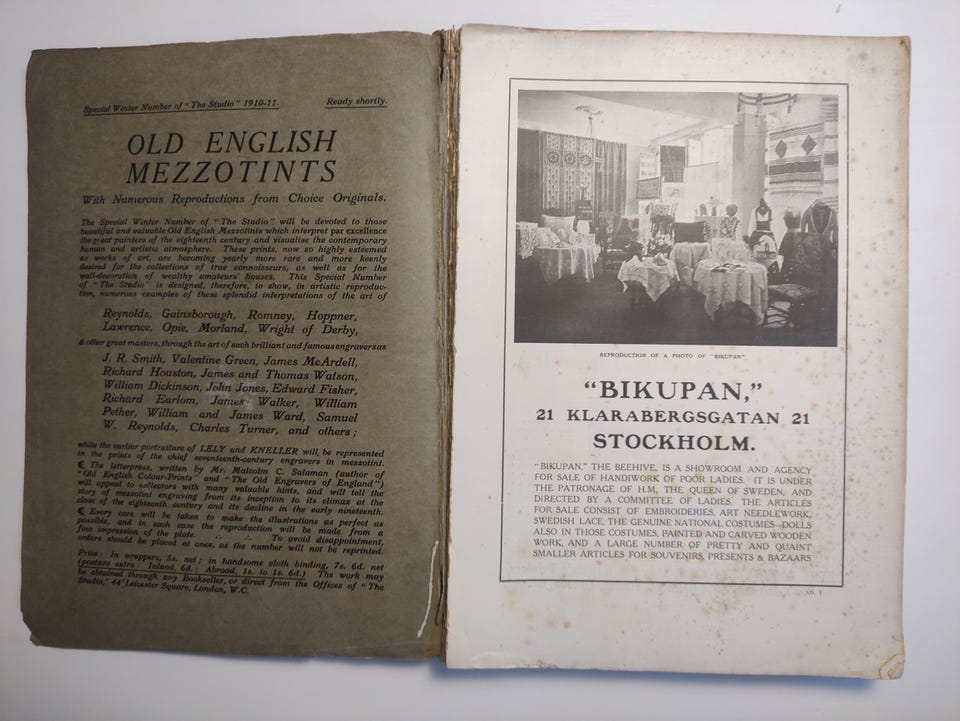 Special Winter Number of "The Studio" 1910-11. Ready shortly.
OLD ENGLISH
MEZZOTINTS
With Numerous Reproductions from Choice Originals.
The Special Winter Number of "The Studio" will be devoted to those
beautiful and valuable Old English Mezzotints which interpret par excellence
the great painters of the eighteenth century and visualise the contemporary
human and artistic atmosphere. These prints, now so highly esteemed
as works of art, are becoming yearly more rare and more keenly
desired for the collections of true connoisseurs, as well as for the
wall-decoration of wealthy amateurs' houses. This Special Number
of "The Studio" is designed, therefore, to show, in artistic reproduc-
tion, numerous examples of these splendid interpretations of the art of
Reynolds, Gainsborough, Romney, Hoppner,
Lawrence, Opie, Morland, Wright of Derby,
& other great masters, through the art of such brilliant and famous engravers as
J. R. Smith, Valentine Green, James McArdell,
Richard Houston, James and Thomas Watson,
William Dickinson, John Jones, Edward Fisher,
Richard Earlom, James Walker, William
Pether, William and James Ward, Samuel
W. Reynolds, Charles Turner, and others;
while the earlier portraiture of LELY and KNELLER will be represented
in the prints of the chief seventeenth-century engravers in mezzotint.
¶ The letterpress, written by Mr. Malcolm C. Salaman (author of
"Old English Colour-Prints" and "The Old Engravers of England")
will appeal to collectors with many valuable hints, and will tell the
story of mezzotint engraving from its inception to its climax at the
close of the eighteenth century and its decline in the early nineteenth.
¶ Every care will be taken to make the illustrations as perfect as
possible, and in each case the reproduction will be made from a
fine impression of the plate. ∴ ∴ To avoid disappointment,
orders should be placed at once, as the number will not be reprinted.
Price: In wrappers, 5s. net; in handsome cloth binding, 7s. 6d. net
(postage extra: Inland, 6d.; Abroad, 1s. to 1s. 6d.) The work may
be obtained through any Bookseller, or direct from the Offices of "The
Studio," 44 Leicester Square, London, W.C.
REPRODUCTION OF A PHOTO OF "BIKUPAN"
"BIKUPAN,"
21 KLARABERGSGATAN 21
STOCKHOLM.
"BIKUPAN," THE BEEHIVE, IS A SHOWROOM AND AGENCY
FOR SALE OF HANDIWORK OF POOR LADIES. IT IS UNDER
THE PATRONAGE OF H.M. THE QUEEN OF SWEDEN, AND
DIRECTED BY A COMMITTEE OF LADIES. THE ARTICLES
FOR SALE CONSIST OF EMBROIDERIES, ART NEEDLEWORK,
SWEDISH LACE, THE GENUINE NATIONAL COSTUMES—DOLLS
ALSO IN THOSE COSTUMES, PAINTED AND CARVED WOODEN
WORK, AND A LARGE NUMBER OF PRETTY AND QUAINT
SMALLER ARTICLES FOR SOUVENIRS, PRESENTS & BAZAARS
AD. I